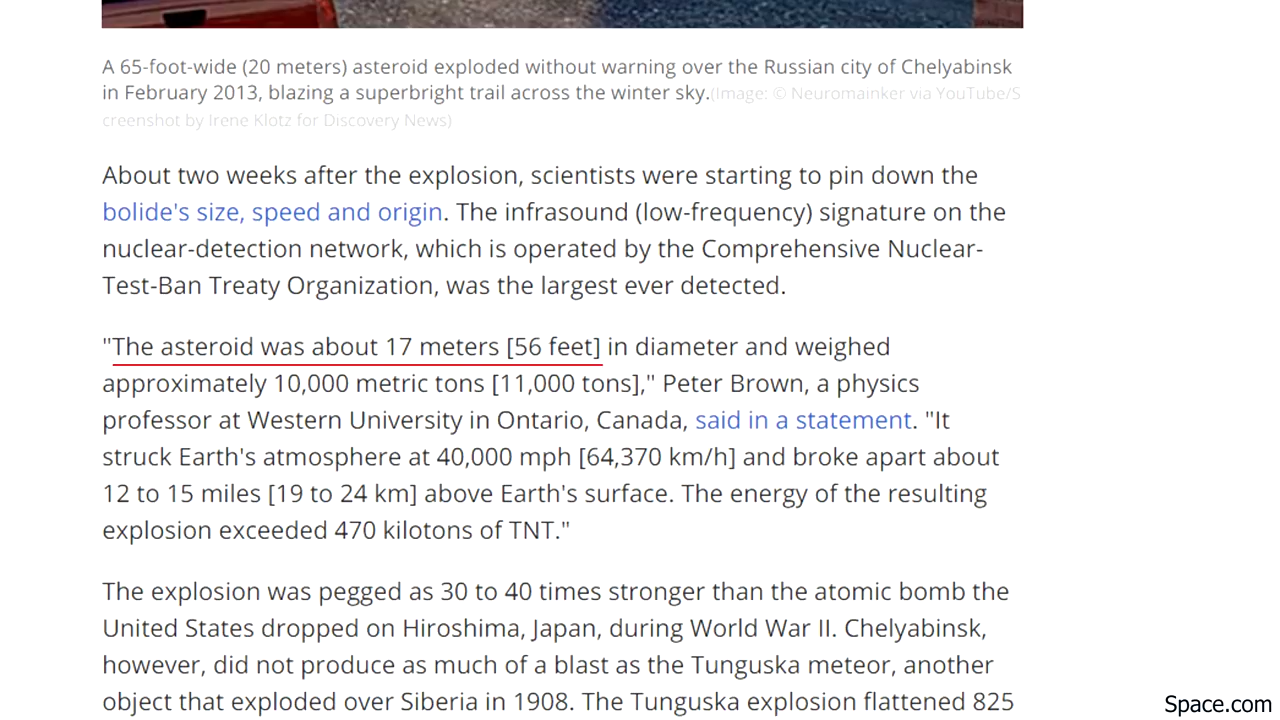 A 65-foot-wide (20 meters) asteroid exploded without warning over the Russian city of Chelyabinsk
in February 2013, blazing a superbright trail across the winter sky.(Image: © Neuromainker via YouTube/S
creenshot by Irene Klotz for Discovery News)
About two weeks after the explosion, scientists were starting to pin down the
bolide's size, speed and origin. The infrasound (low-frequency) signature on the
nuclear-detection network, which is operated by the Comprehensive Nuclear-
Test-Ban Treaty Organization, was the largest ever detected.
"The asteroid was about 17 meters [56 feet] in diameter and weighed
approximately 10,000 metric tons [11,000 tons]," Peter Brown, a physics
professor at Western University in Ontario, Canada, said in a statement. "It
struck Earth's atmosphere at 40,000 mph [64,370 km/h] and broke apart about
12 to 15 miles [19 to 24 km] above Earth's surface. The energy of the resulting
explosion exceeded 470 kilotons of TNT."
The explosion was pegged as 30 to 40 times stronger than the atomic bomb the
United States dropped on Hiroshima, Japan, during World War II. Chelyabinsk,
however, did not produce as much of a blast as the Tunguska meteor, another
object that exploded over Siberia in 1908. The Tunguska explosion flattened 825
Space.com